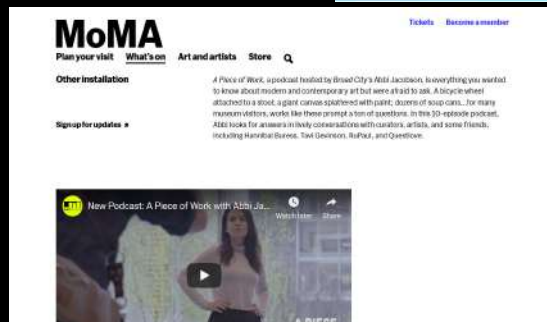 MoMA
Tickets Become a member
Plan your visit What's on Art and artists Store
Other installation
A Piece of Work, a podcast hosted by Broad City's Abbi Jacobson, is everything you wanted
to know about modern and contemporary art but were afraid to ask. A bicycle wheel
attached to a stool, a giant canvas splattered with paint; dozens of soup cans...for many
museum visitors, works like these prompt a ton of questions. In this 10-episode podcast,
Abbi looks for answers in lively conversations with curators, artists, and some friends,
including Hannibal Buress, Tavi Gevinson, RuPaul, and Questlove.
Sign up for updates
New Podcast: A Piece of Work with Abbi Ja...
Watch later Share
A PIECE